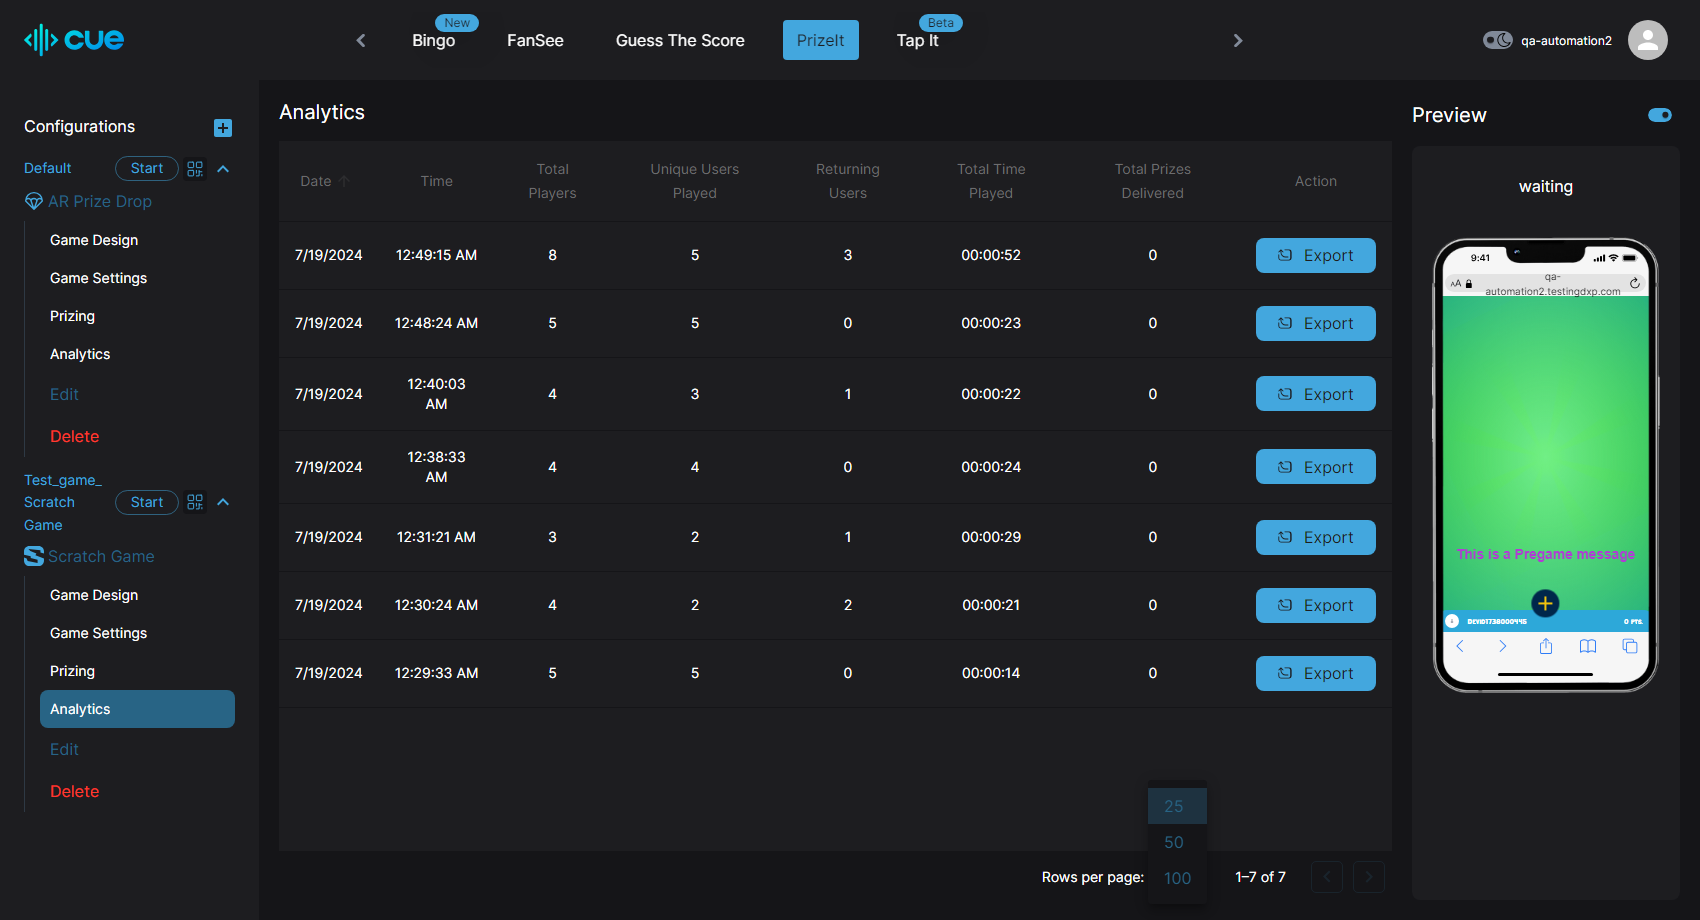 cue
Bingo
New
FanSee
Guess The Score
PrizeIt
Tap It
Beta
qa-automation2
Configurations
Default
Start
AR Prize Drop
Game Design
Game Settings
Prizing
Analytics
Edit
Delete
Test_game_
Scratch
Game
Start
Scratch Game
Game Design
Game Settings
Prizing
Analytics
Edit
Delete
Analytics
Date Time Total Players Unique Users Played Returning Users Total Time Played Total Prizes Delivered Action
7/19/2024 12:49:15 AM 8 5 3 00:00:52 0 Export
7/19/2024 12:48:24 AM 5 5 0 00:00:23 0 Export
7/19/2024 12:40:03 AM 4 3 1 00:00:22 0 Export
7/19/2024 12:38:33 AM 4 4 0 00:00:24 0 Export
7/19/2024 12:31:21 AM 3 2 1 00:00:29 0 Export
7/19/2024 12:30:24 AM 4 2 2 00:00:21 0 Export
7/19/2024 12:29:33 AM 5 5 0 00:00:14 0 Export
25
50
100
Rows per page:
1–7 of 7
Preview
waiting
9:41
AA
qa-
automation2.testingdxp.com
This is a Pregame message
0 PTS.